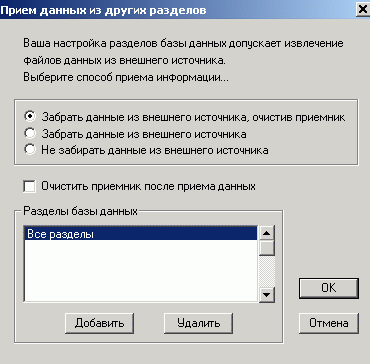 Прием данных из других разделов
Ваша настройка разделов базы данных допускает извлечение
файлов данных из внешнего источника.
Выберите способ приема информации...
Забрать данные из внешнего источника, очистив приемник
Забрать данные из внешнего источника
Не забирать данные из внешнего источника
Очистить приемник после приема данных
Разделы базы данных
Все разделы
OK
Добавить
Удалить
Отмена